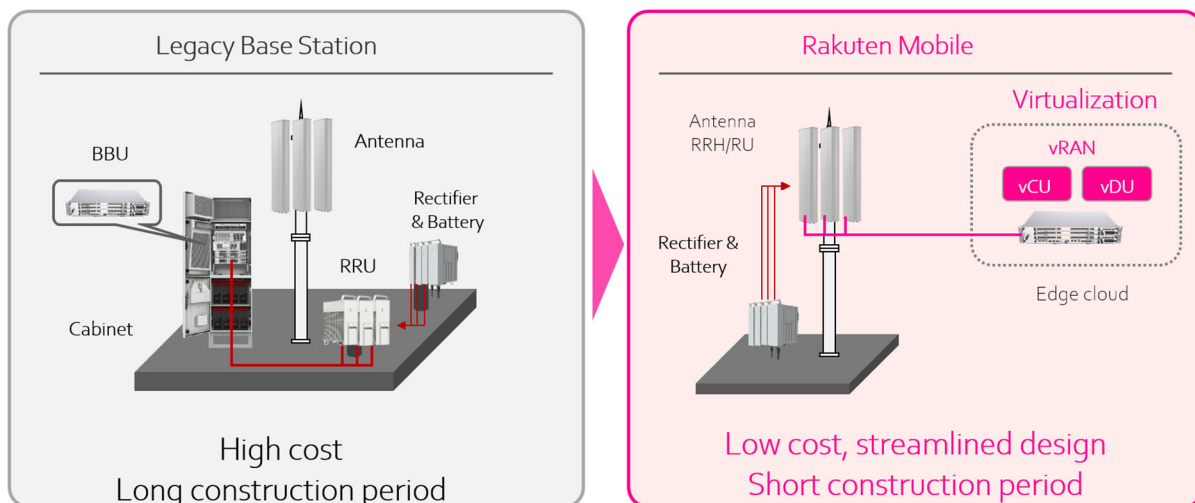 Legacy Base Station
BBU
Antenna
Rectifier
& Battery
RRU
Cabinet
High cost
Long construction period
Rakuten Mobile
Virtualization
Antenna
RRH/RU
vRAN
vCU
vDU
Rectifier &
Battery
Edge cloud
Low cost, streamlined design
Short construction period